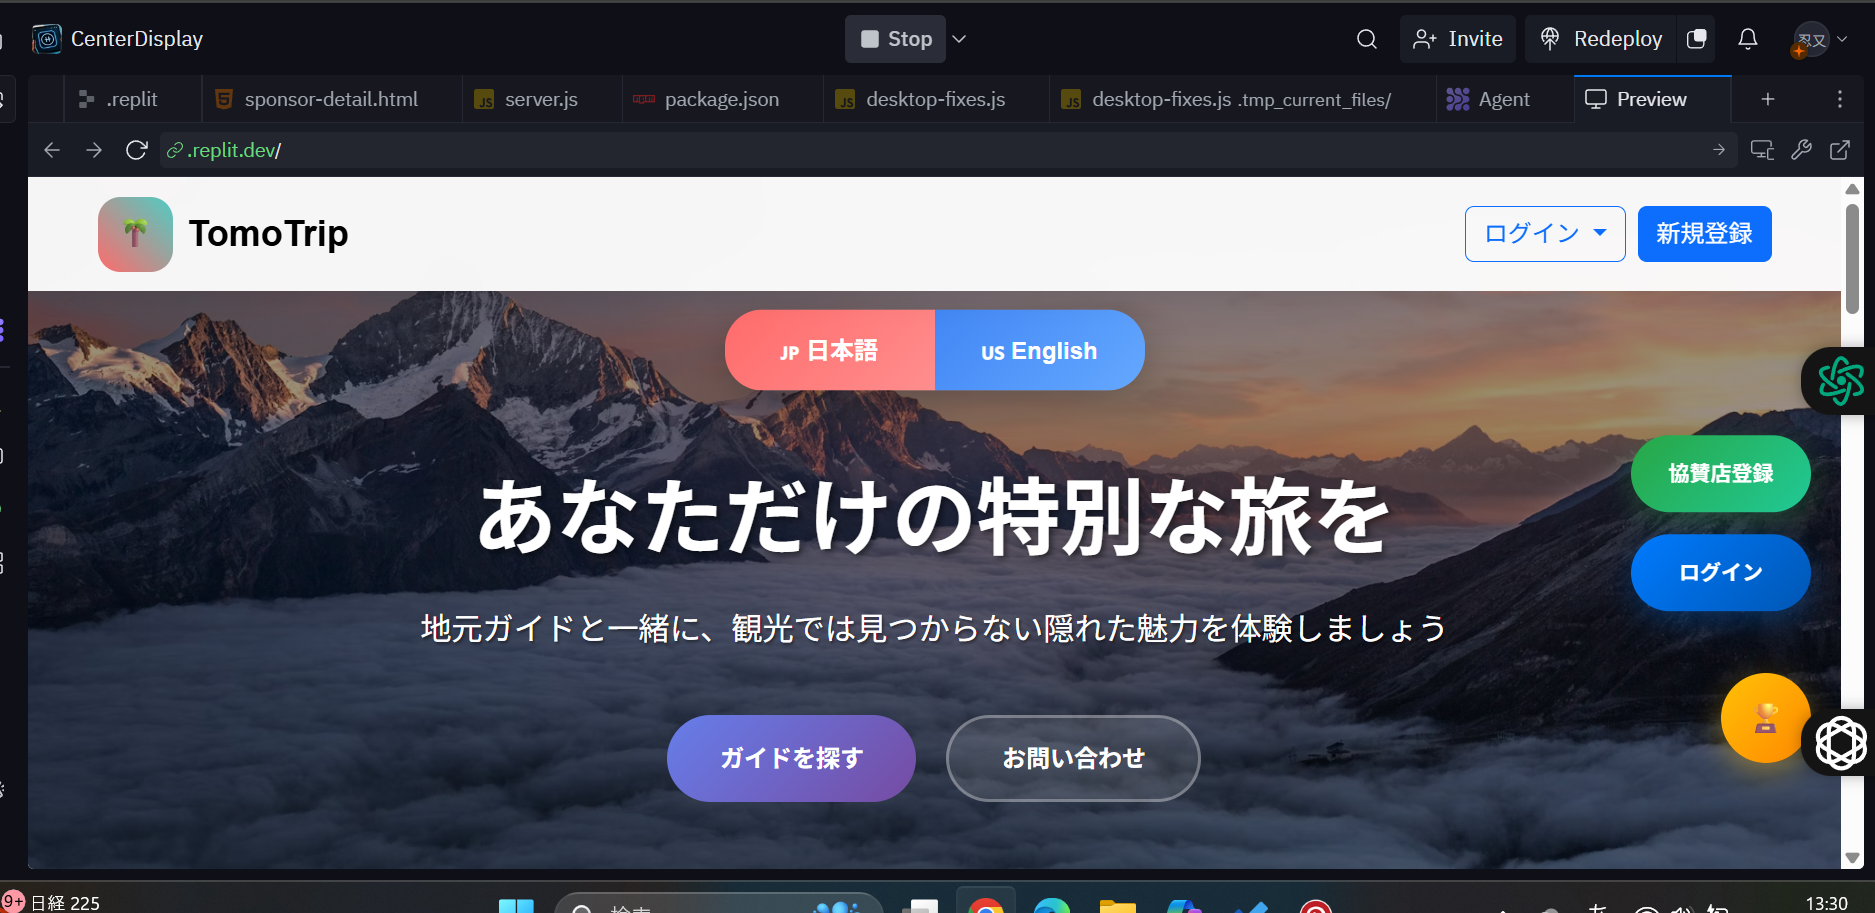 CenterDisplay
Stop
Invite
Redeploy
忍又
.replit
sponsor-detail.html
server.js
package.json
desktop-fixes.js
desktop-fixes.js .tmp_current_files/
Agent
Preview
.replit.dev/
TomoTrip
ログイン
新規登録
JP 日本語
US English
あなただけの特別な旅を
地元ガイドと一緒に、観光では見つからない隠れた魅力を体験しましょう
協賛店登録
ログイン
ガイドを探す
お問い合わせ
9+
日経 225
13:30